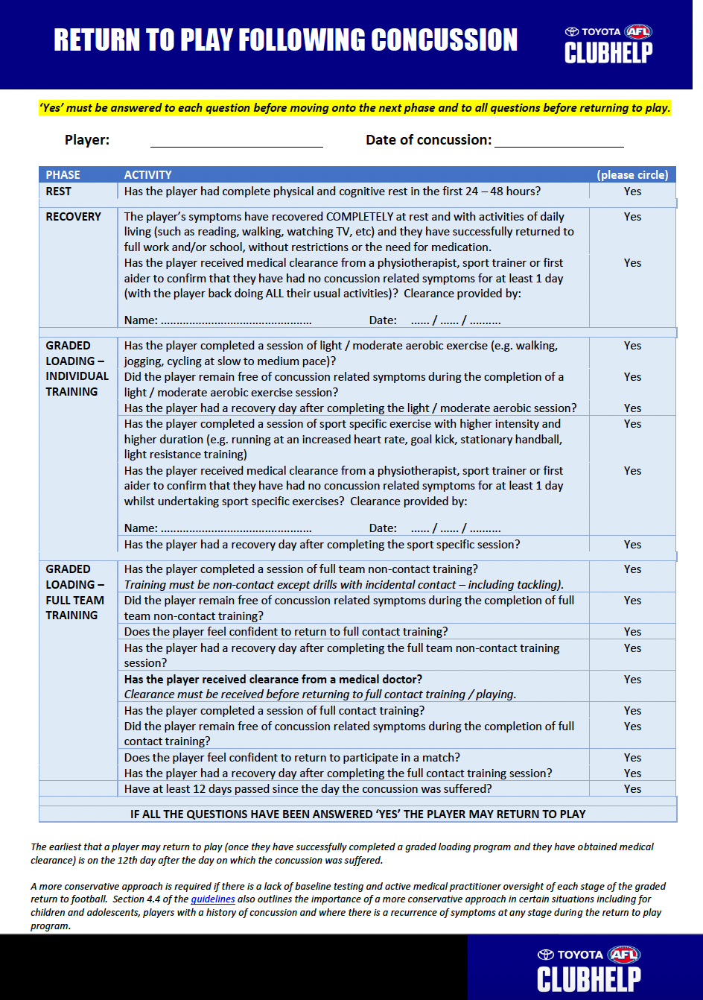 RETURN TO PLAY FOLLOWING CONCUSSION
TOYOTA AFL
CLUBHELP
‘Yes’ must be answered to each question before moving onto the next phase and to all questions before returning to play.
Player: ______________________ Date of concussion: ________________
PHASE ACTIVITY (please circle)
REST Has the player had complete physical and cognitive rest in the first 24 – 48 hours? Yes
RECOVERY The player’s symptoms have recovered COMPLETELY at rest and with activities of daily Yes
living (such as reading, walking, watching TV, etc) and they have successfully returned to
full work and/or school, without restrictions or the need for medication.
Has the player received medical clearance from a physiotherapist, sport trainer or first Yes
aider to confirm that they have had no concussion related symptoms for at least 1 day
(with the player back doing ALL their usual activities)? Clearance provided by:
Name: ................................................ Date: ...... / ...... / ..........
GRADED Has the player completed a session of light / moderate aerobic exercise (e.g. walking, Yes
LOADING – jogging, cycling at slow to medium pace)?
INDIVIDUAL Did the player remain free of concussion related symptoms during the completion of a Yes
TRAINING light / moderate aerobic exercise session?
Has the player had a recovery day after completing the light / moderate aerobic session? Yes
Has the player completed a session of sport specific exercise with higher intensity and Yes
higher duration (e.g. running at an increased heart rate, goal kick, stationary handball,
light resistance training)
Has the player received medical clearance from a physiotherapist, sport trainer or first Yes
aider to confirm that they have had no concussion related symptoms for at least 1 day
whilst undertaking sport specific exercises? Clearance provided by:
Name: ................................................ Date: ...... / ...... / ..........
Has the player had a recovery day after completing the sport specific session? Yes
GRADED Has the player completed a session of full team non-contact training? Yes
LOADING – Training must be non-contact except drills with incidental contact – including tackling).
FULL TEAM Did the player remain free of concussion related symptoms during the completion of full Yes
TRAINING team non-contact training?
Does the player feel confident to return to full contact training? Yes
Has the player had a recovery day after completing the full team non-contact training Yes
session?
Has the player received clearance from a medical doctor? Yes
Clearance must be received before returning to full contact training / playing.
Has the player completed a session of full contact training? Yes
Did the player remain free of concussion related symptoms during the completion of full Yes
contact training?
Does the player feel confident to return to participate in a match? Yes
Has the player had a recovery day after completing the full contact training session? Yes
Have at least 12 days passed since the day the concussion was suffered? Yes
IF ALL THE QUESTIONS HAVE BEEN ANSWERED ‘YES’ THE PLAYER MAY RETURN TO PLAY
The earliest that a player may return to play (once they have successfully completed a graded loading program and they have obtained medical
clearance) is on the 12th day after the day on which the concussion was suffered.
A more conservative approach is required if there is a lack of baseline testing and active medical practitioner oversight of each stage of the graded
return to football. Section 4.4 of the guidelines also outlines the importance of a more conservative approach in certain situations including for
children and adolescents, players with a history of concussion and where there is a recurrence of symptoms at any stage during the return to play
program.
TOYOTA AFL
CLUBHELP